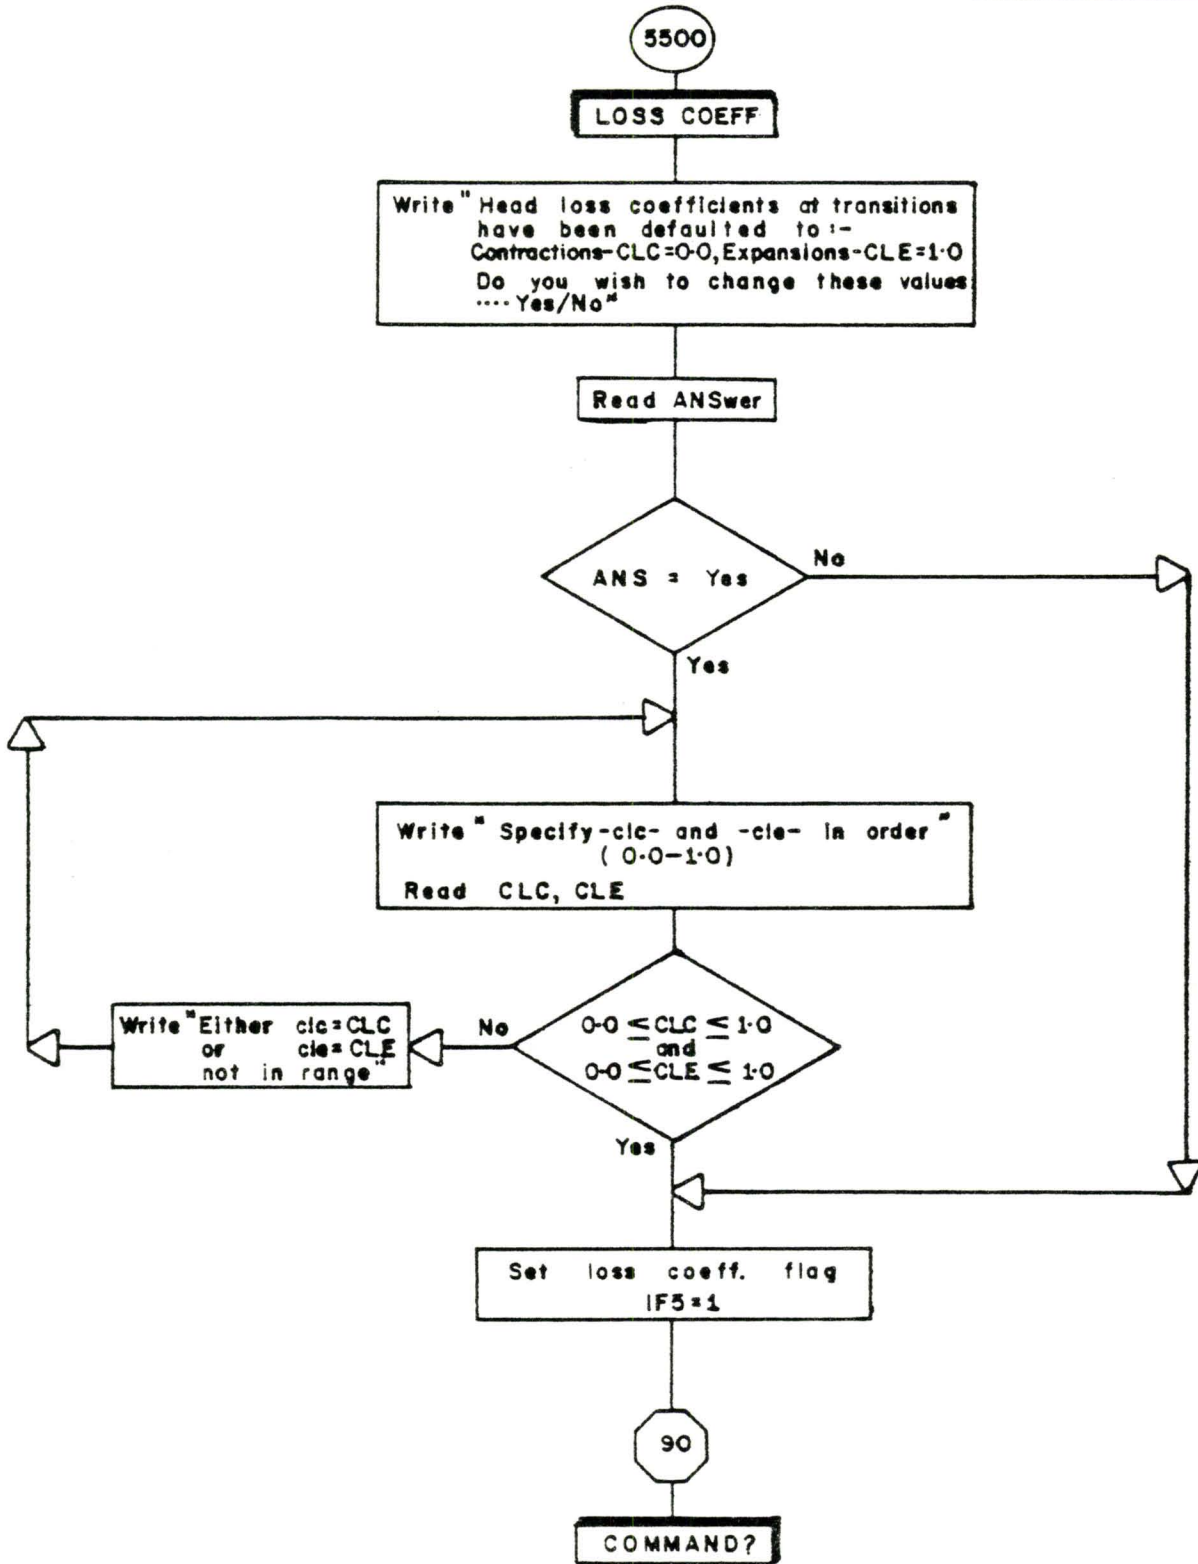 5500
LOSS COEFF
Write " Head loss coefficients at transitions
have been defaulted to :-
Contractions-CLC=0·0, Expansions-CLE=1·0
Do you wish to change these values
···· Yes/No"
Read ANSwer
ANS = Yes
No
Yes
Write " Specify -clc- and -cle- in order "
( 0·0-1·0)
Read CLC, CLE
0·0 ≤ CLC ≤ 1·0
and
0·0 ≤ CLE ≤ 1·0
No
Write "Either clc=CLC
or cle=CLE
not in range"
Yes
Set loss coeff. flag
IF5=1
90
COMMAND?